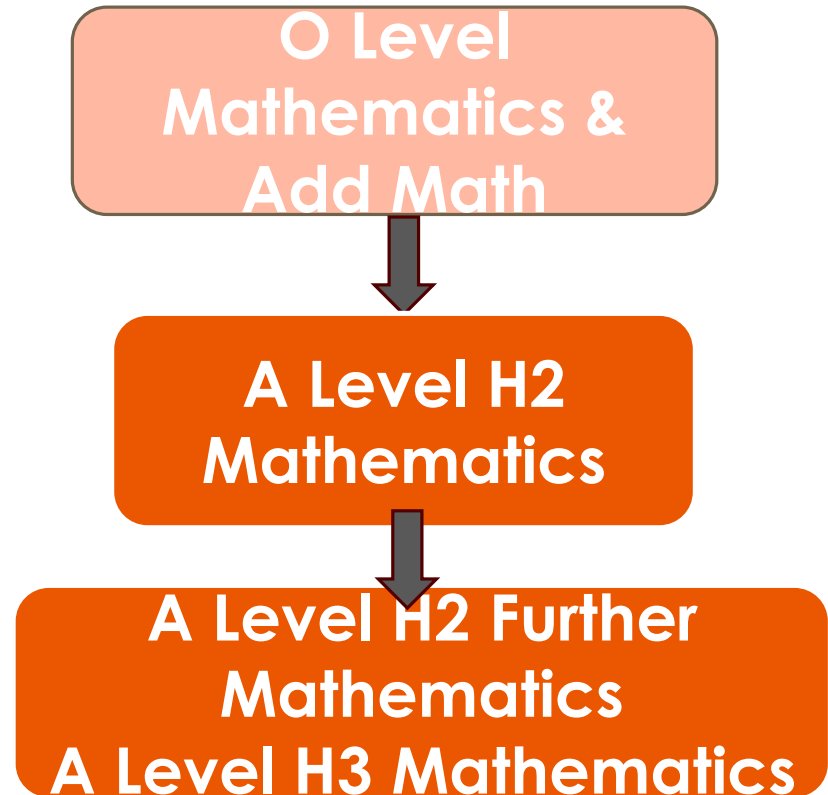 O Level
Mathematics &
Add Math
A Level H2
Mathematics
A Level H2 Further
Mathematics
A Level H3 Mathematics